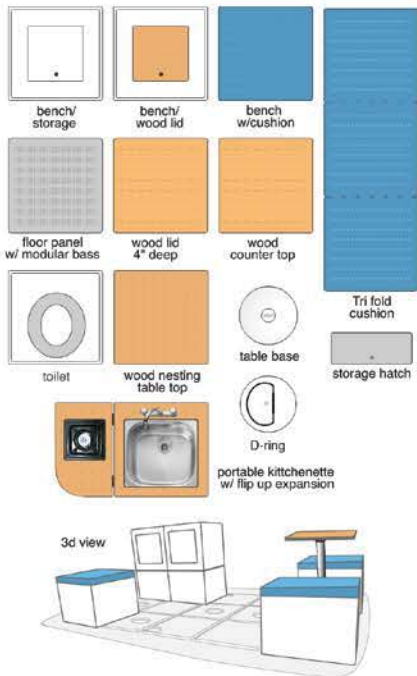 bench/
storage
bench/
wood lid
bench
w/cushion
floor panel
w/ modular bass
wood lid
4" deep
wood
counter top
Tri fold
cushion
toilet
wood nesting
table top
table base
storage hatch
D-ring
portable kittchenette
w/ flip up expansion
3d view